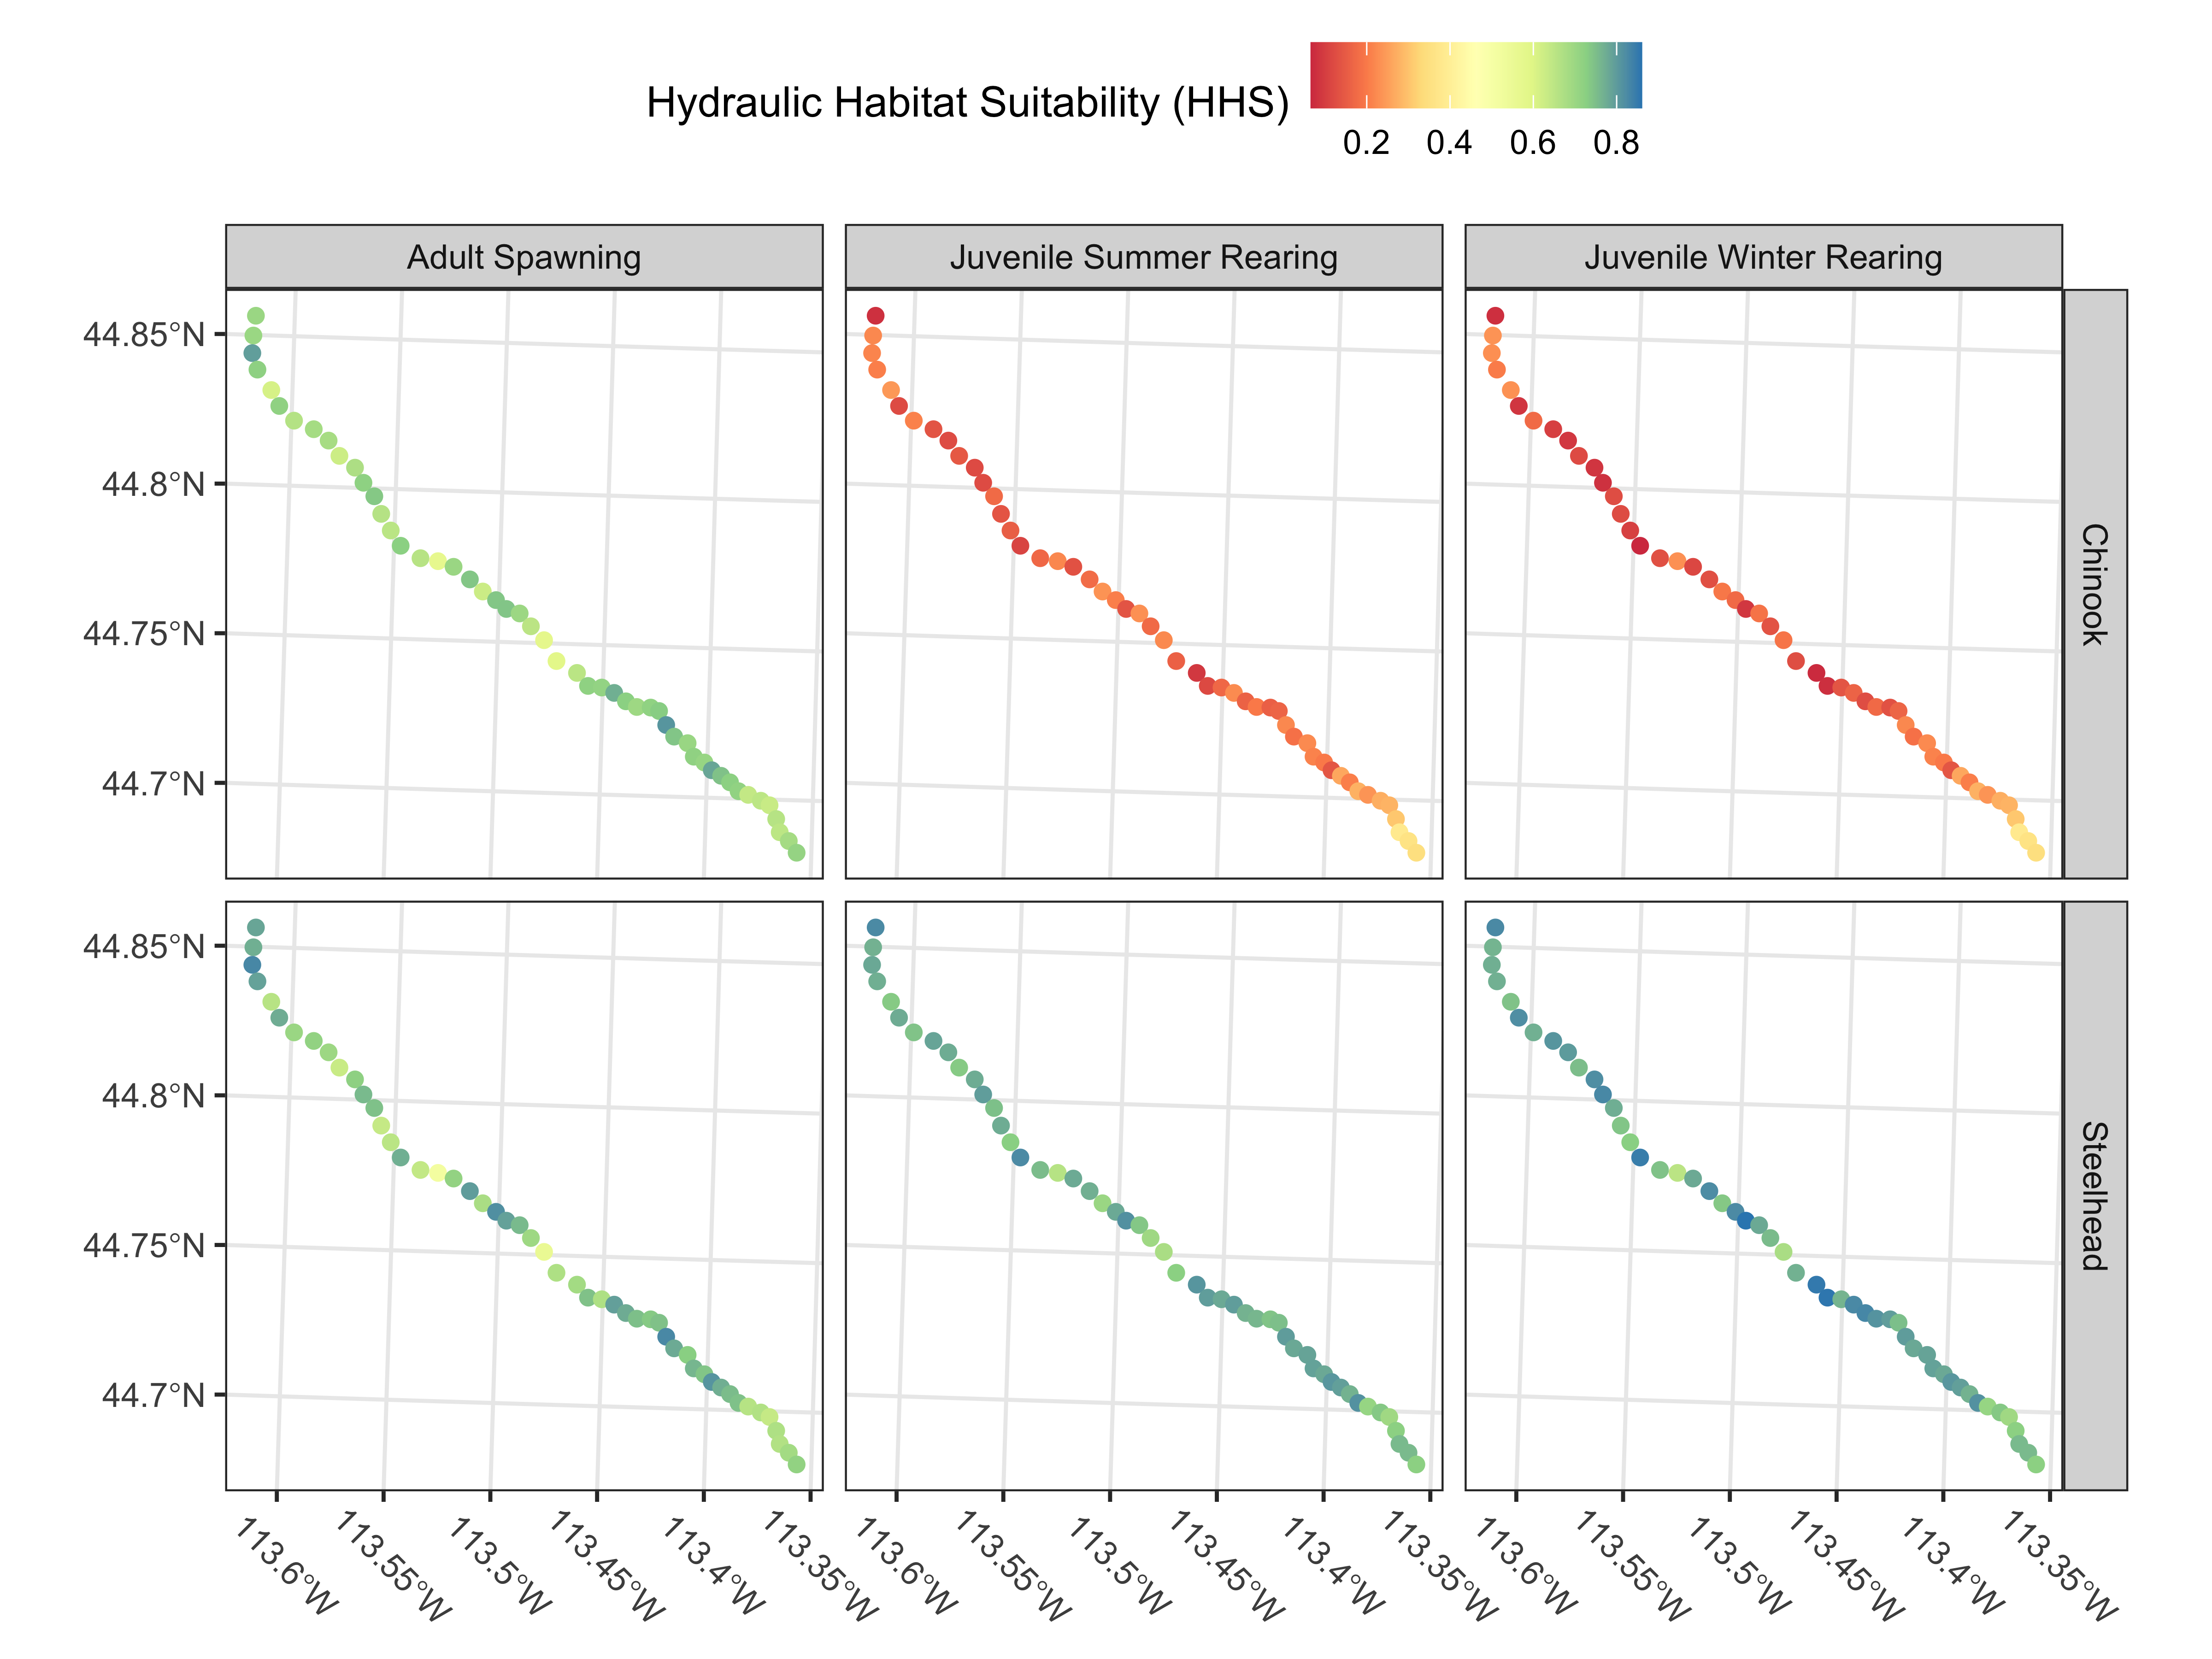 Hydraulic Habitat Suitability (HHS)
0.2 0.4 0.6 0.8
Adult Spawning Juvenile Summer Rearing Juvenile Winter Rearing
44.85°N
44.8°N
44.75°N
44.7°N
Chinook
44.85°N
44.8°N
44.75°N
44.7°N
Steelhead
113.6°W 113.55°W 113.5°W 113.45°W 113.4°W 113.35°W 113.6°W 113.55°W 113.5°W 113.45°W 113.4°W 113.35°W 113.6°W 113.55°W 113.5°W 113.45°W 113.4°W 113.35°W